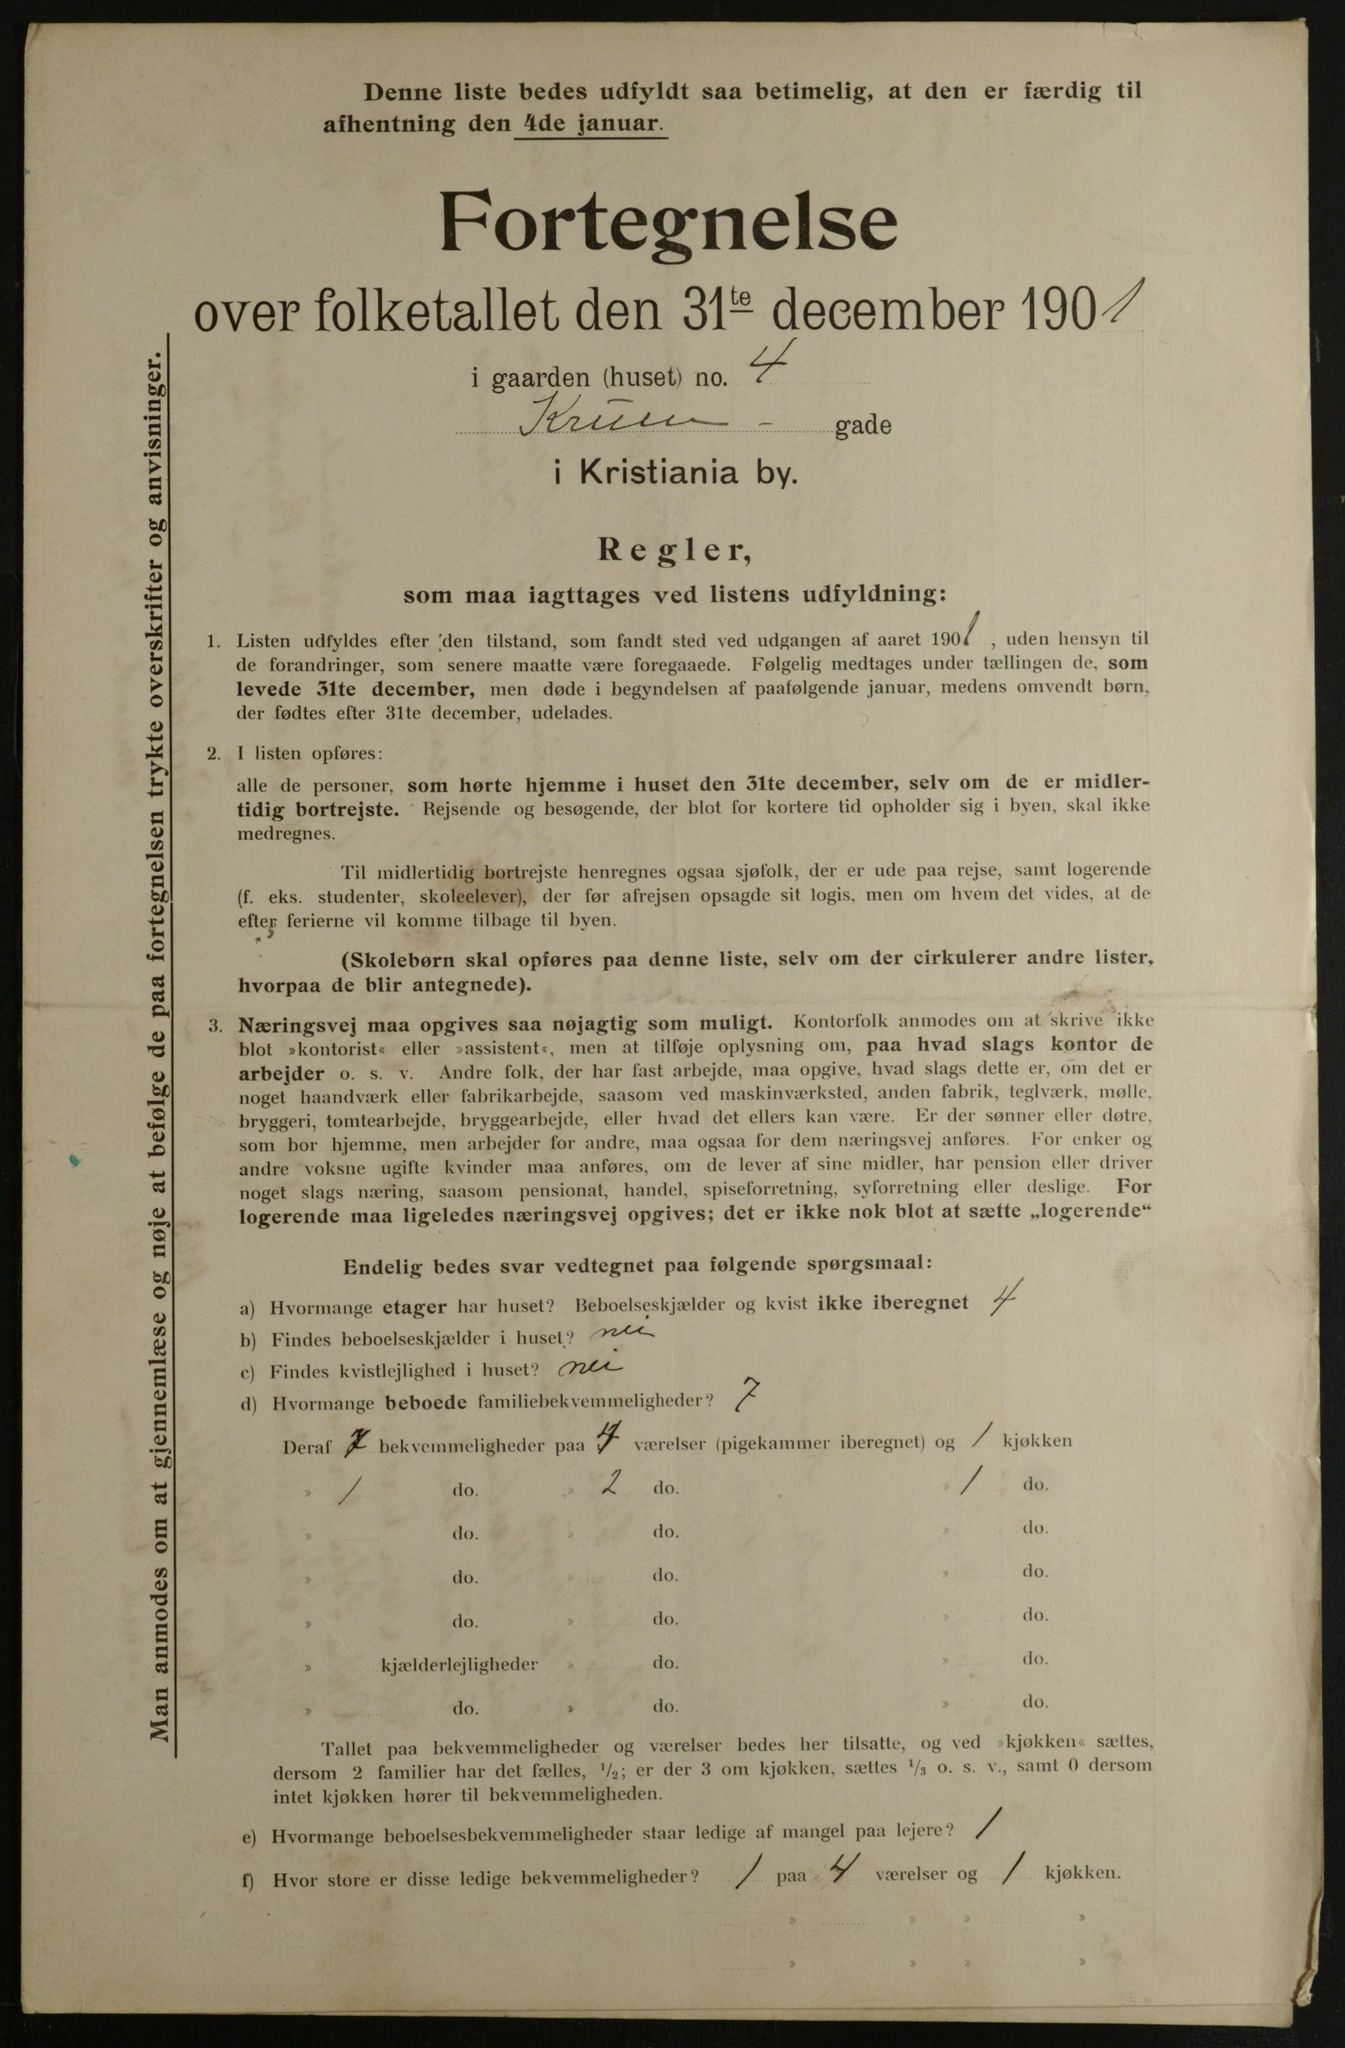 Denne liste bedes udfyldt saa betimelig, at den er færdig til
afhentning den 4de januar.
Fortegnelse
over folketallet den 31te december 1901
i gaarden (huset) no. 4
gade
i Kristiania by.
Regler,
som maa iagttages ved listens udfyldning:
1. Listen udfyldes efter den tilstand, som fandt sted ved udgangen af aaret 1901, uden hensyn til
de forandringer, som senere maatte være foregaaede. Følgelig medtages under tællingen de, som
levede 31te december, men døde i begyndelsen af paafølgende januar, medens omvendt børn,
der fødtes efter 31te december, udelades.
2. I listen opføres:
alle de personer, som hørte hjemme i huset den 31te december, selv om de er midler-
tidig bortrejste. Rejsende og besøgende, der blot for kortere tid opholder sig i byen, skal ikke
medregnes.
Til midlertidig bortrejste henregnes ogsaa sjøfolk, der er ude paa rejse, samt logerende
(f. eks. studenter, skoleelever), der før afrejsen opsagde sit logis, men om hvem det vides, at de
efter ferierne vil komme tilbage til byen.
(Skolebørn skal opføres paa denne liste, selv om der cirkulerer andre lister,
hvorpaa de blir antegnede).
3. Næringsvej maa opgives saa nøjagtig som muligt. Kontorfolk anmodes om at skrive ikke
blot »kontorist« eller »assistent«, men at tilføje oplysning om, paa hvad slags kontor de
arbejder o. s. v. Andre folk, der har fast arbejde, maa opgive, hvad slags dette er, om det er
noget haandværk eller fabrikarbejde, saasom ved maskinværksted, anden fabrik, teglværk, mølle,
bryggeri, tomtearbejde, bryggearbejde, eller hvad det ellers kan være. Er der sønner eller døtre,
som bor hjemme, men arbejder for andre, maa ogsaa for dem næringsvej anføres. For enker og
andre voksne ugifte kvinder maa anføres, om de lever af sine midler, har pension eller driver
noget slags næring, saasom pensionat, handel, spiseforretning, syforretning eller deslige. For
logerende maa ligeledes næringsvej opgives; det er ikke nok blot at sætte „logerende“
Endelig bedes svar vedtegnet paa følgende spørgsmaal:
a) Hvormange etager har huset? Beboelseskjælder og kvist ikke iberegnet 4
b) Findes beboelseskjælder i huset? nei
c) Findes kvistlejlighed i huset? nei
d) Hvormange beboede familiebekvemmeligheder? 7
Deraf bekvemmeligheder paa 4 værelser (pigekammer iberegnet) og 1 kjøkken
» 1 do. » 2 do. » 1 do.
» do. » do. » do.
» do. » do. » do.
» do. » do. » do.
» kjælderlejligheder » do. » do.
» do. » do. » do.
Tallet paa bekvemmeligheder og værelser bedes her tilsatte, og ved »kjøkken« sættes,
dersom 2 familier har det fælles, 1/2; er der 3 om kjøkken, sættes 1/3 o. s. v., samt 0 dersom
intet kjøkken hører til bekvemmeligheden.
e) Hvormange beboelsesbekvemmeligheder staar ledige af mangel paa lejere? 1
f) Hvor store er disse ledige bekvemmeligheder? 1 paa 4 værelser og 1 kjøkken.
» » » »
» » » »
Man anmodes om at gjennemlæse og nøje at befølge de paa fortegnelsen trykte overskrifter og anvisninger.